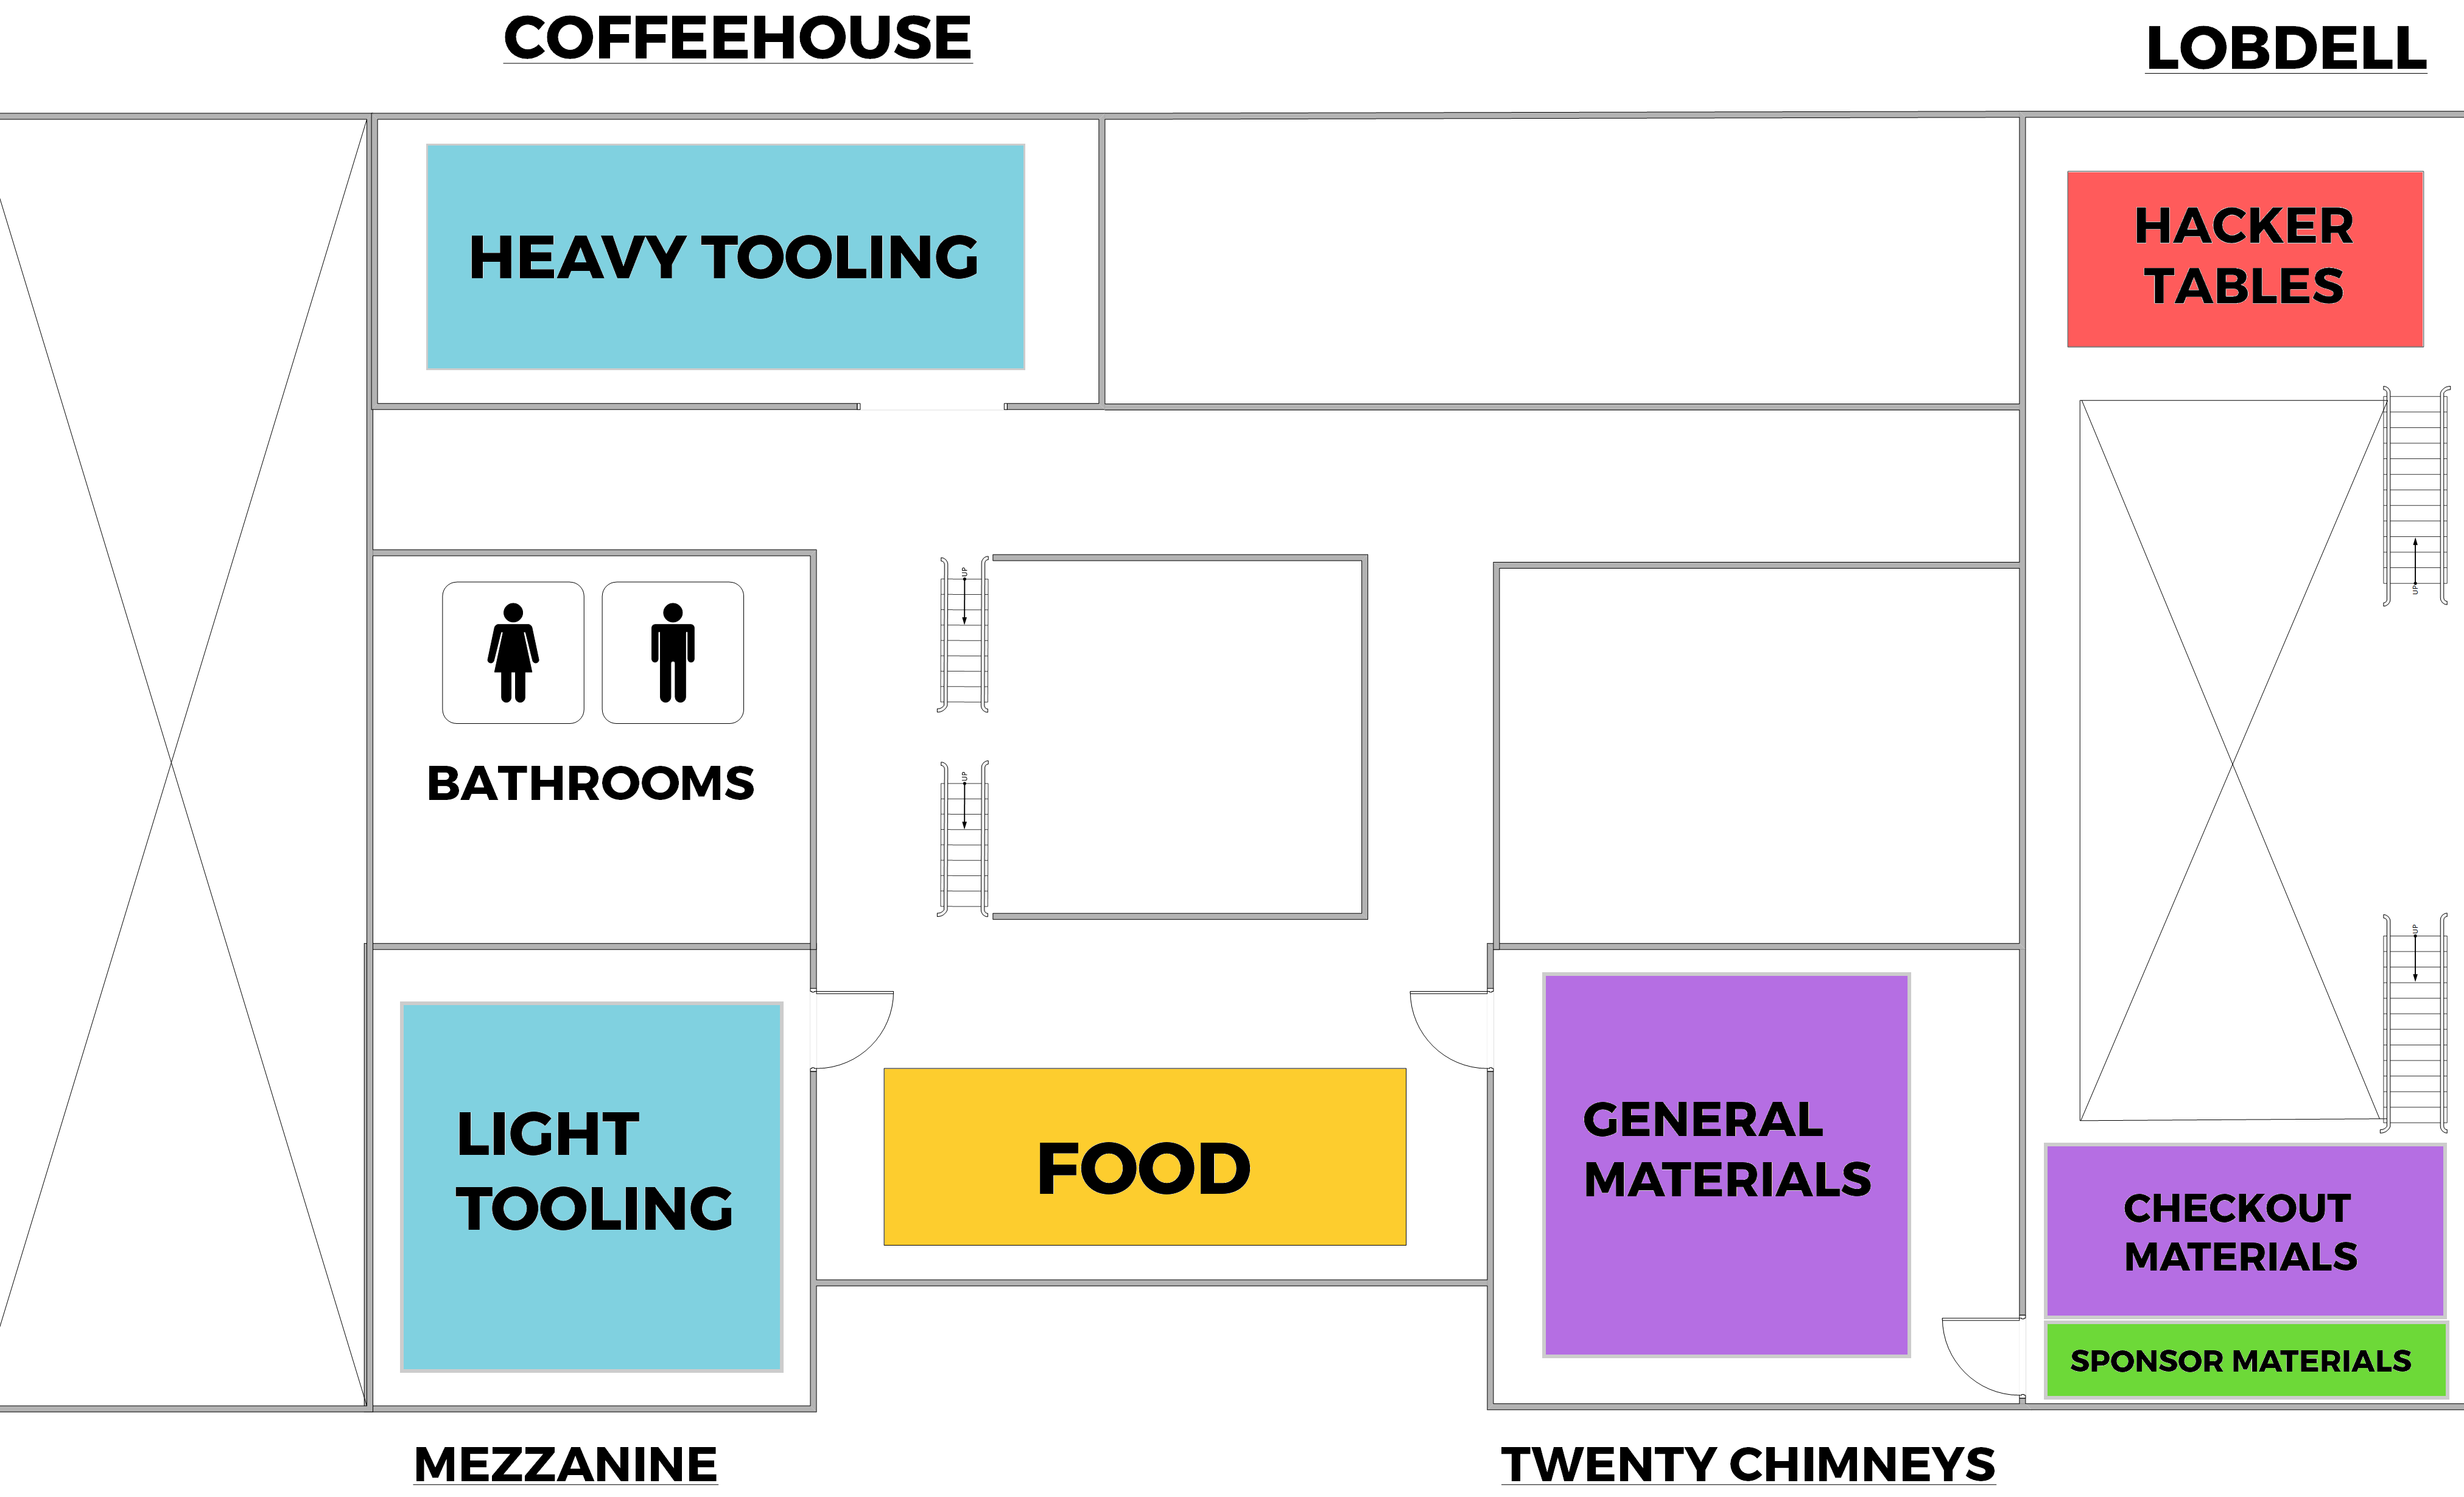 COFFEEHOUSE
LOBDELL
HEAVY TOOLING
HACKER
TABLES
UP
UP
BATHROOMS
UP
UP
LIGHT
TOOLING
FOOD
GENERAL
MATERIALS
CHECKOUT
MATERIALS
SPONSOR MATERIALS
MEZZANINE
TWENTY CHIMNEYS